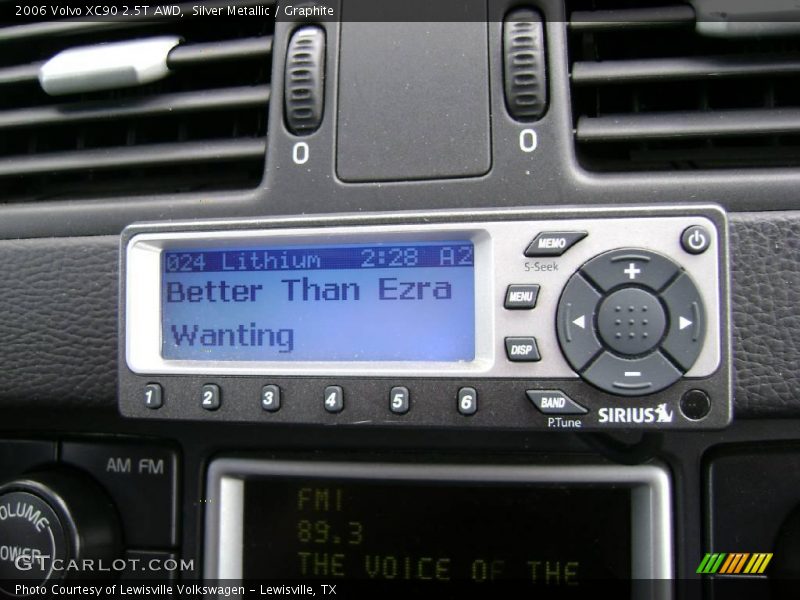 2006 Volvo XC90 2.5T AWD,  Silver Metallic / Graphite
0 0
MEMO
S-Seek
024 Lithium 2:28 A2
Better Than Ezra
Wanting
MENU
DISP
1 2 3 4 5 6
BAND
P.Tune
SIRIUS
AM FM
VOLUME
POWER
FM1
89.3
THE VOICE OF THE
GTCARLOT.COM
Photo Courtesy of Lewisville Volkswagen - Lewisville, TX